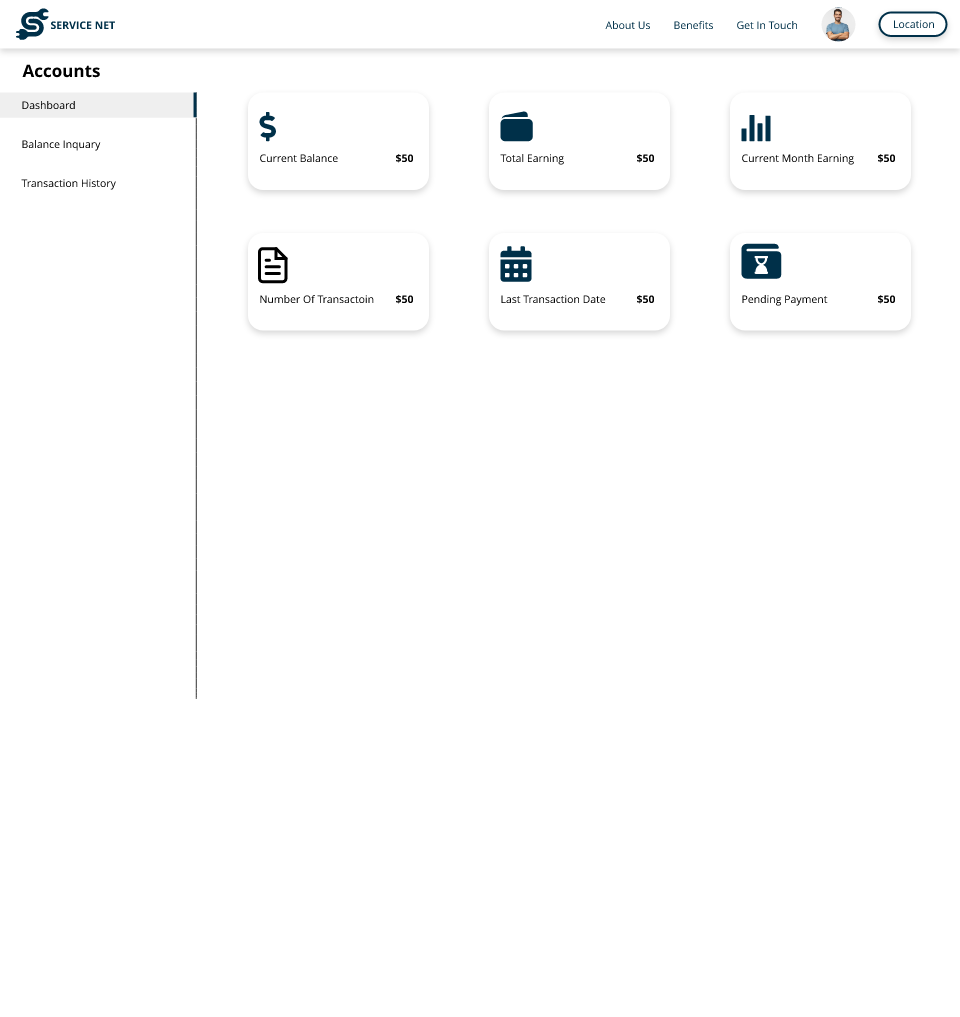 SERVICE NET
About Us
Benefits
Get In Touch
Location
Accounts
Dashboard
Balance Inquary
Transaction History
Current Balance $50
Total Earning $50
Current Month Earning $50
Number Of Transactoin $50
Last Transaction Date $50
Pending Payment $50